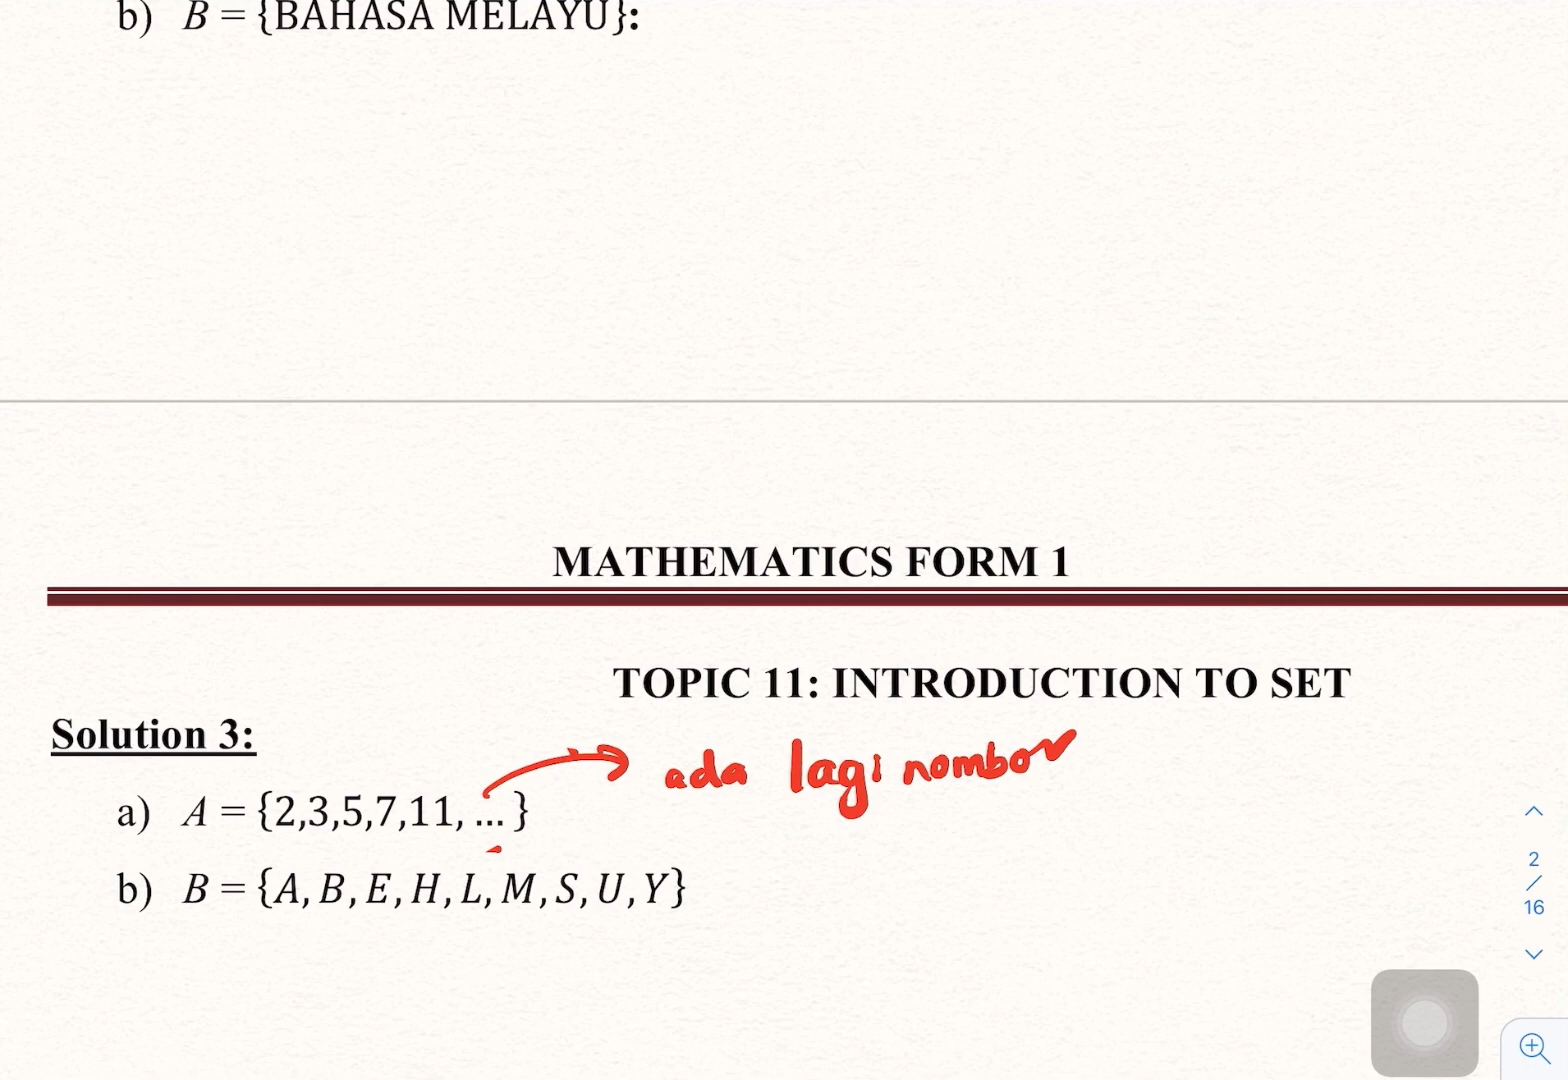 b) B = {BAHASA MELAYU}:
MATHEMATICS FORM 1
TOPIC 11: INTRODUCTION TO SET
Solution 3:
ada lagi nombor
a) A = {2,3,5,7,11, ... }
b) B = {A, B, E, H, L, M, S, U, Y}
2
/
16